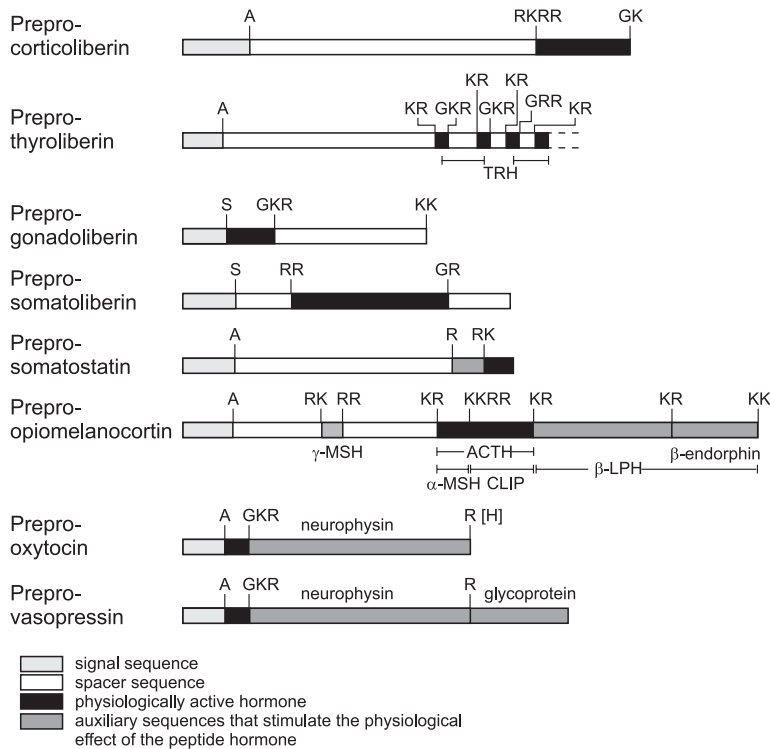 Prepro-
corticoliberin
A
RKRR
GK
Prepro-
thyroliberin
A
KR
GKR
KR
GKR
KR
GRR
KR
TRH
Prepro-
gonadoliberin
S
GKR
KK
Prepro-
somatoliberin
S
RR
GR
Prepro-
somatostatin
A
R
RK
Prepro-
opiomelanocortin
A
RK
RR
KR
KKRR
KR
KR
KK
γ-MSH
ACTH
β-endorphin
α-MSH
CLIP
β-LPH
Prepro-
oxytocin
A
GKR
neurophysin
R [H]
Prepro-
vasopressin
A
GKR
neurophysin
R
glycoprotein
signal sequence
spacer sequence
physiologically active hormone
auxiliary sequences that stimulate the physiological
effect of the peptide hormone